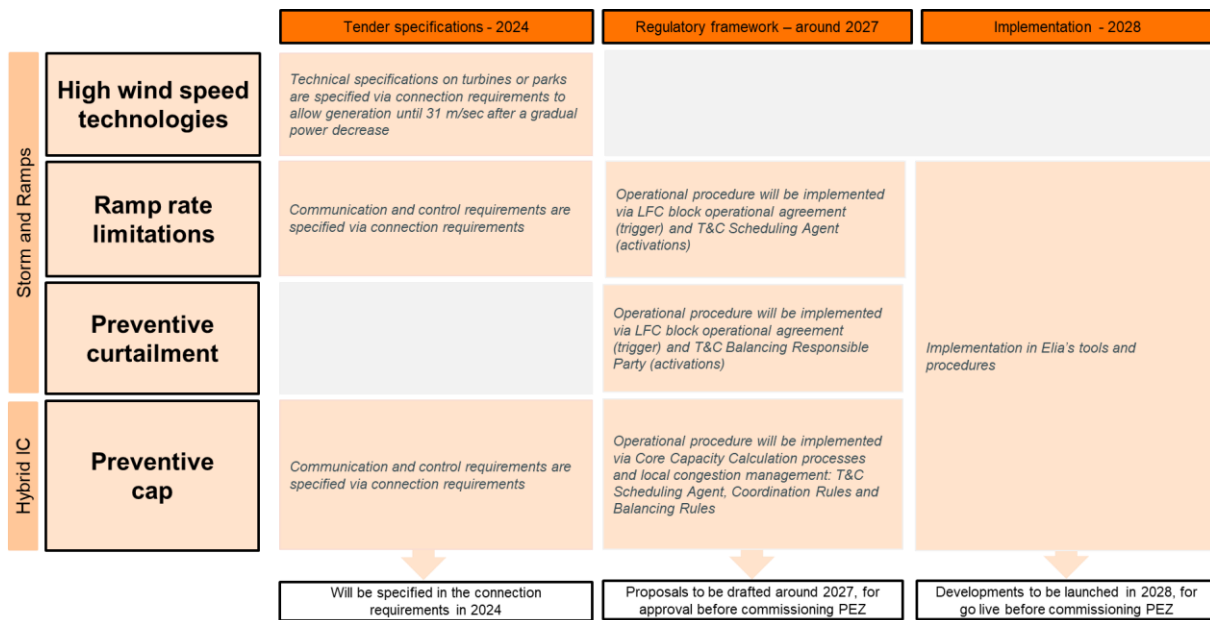 Tender specifications - 2024
Regulatory framework – around 2027
Implementation - 2028
Storm and Ramps
High wind speed
technologies
Technical specifications on turbines or parks
are specified via connection requirements to
allow generation until 31 m/sec after a gradual
power decrease
Ramp rate
limitations
Communication and control requirements are
specified via connection requirements
Operational procedure will be implemented
via LFC block operational agreement
(trigger) and T&C Scheduling Agent
(activations)
Preventive
curtailment
Operational procedure will be implemented
via LFC block operational agreement
(trigger) and T&C Balancing Responsible
Party (activations)
Implementation in Elia's tools and
procedures
Hybrid IC
Preventive
cap
Communication and control requirements are
specified via connection requirements
Operational procedure will be implemented
via Core Capacity Calculation processes
and local congestion management: T&C
Scheduling Agent, Coordination Rules and
Balancing Rules
Will be specified in the connection
requirements in 2024
Proposals to be drafted around 2027, for
approval before commissioning PEZ
Developments to be launched in 2028, for
go live before commissioning PEZ